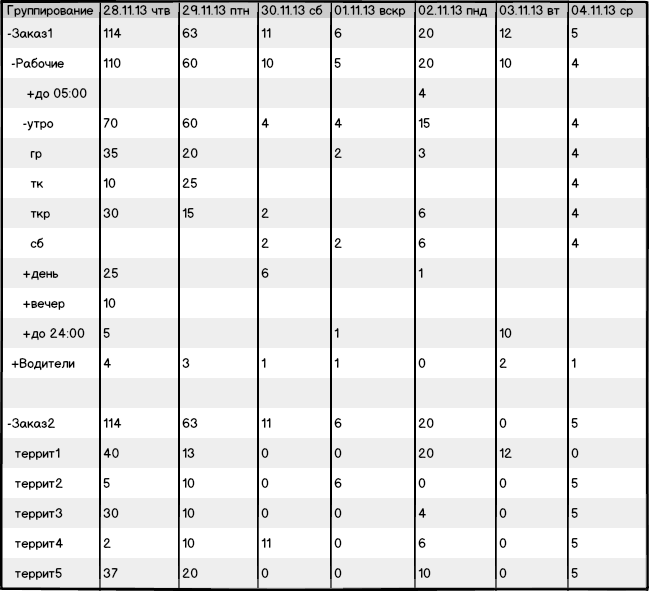 Группирование 28.11.13 чтв 29.11.13 птн 30.11.13 сб 01.11.13 вскр 02.11.13 пнд 03.11.13 вт 04.11.13 ср
-Заказ1 114 63 11 6 20 12 5
-Рабочие 110 60 10 5 20 10 4
+до 05:00 4
-утро 70 60 4 4 15 4
гр 35 20 2 3 4
тк 10 25 4
ткр 30 15 2 6 4
сб 2 2 6 4
+день 25 6 1
+вечер 10
+до 24:00 5 1 10
+Водители 4 3 1 1 0 2 1
-Заказ2 114 63 11 6 20 0 5
террит1 40 13 0 0 20 12 0
террит2 5 10 0 6 0 0 5
террит3 30 10 0 0 4 0 5
террит4 2 10 11 0 6 0 5
террит5 37 20 0 0 10 0 5